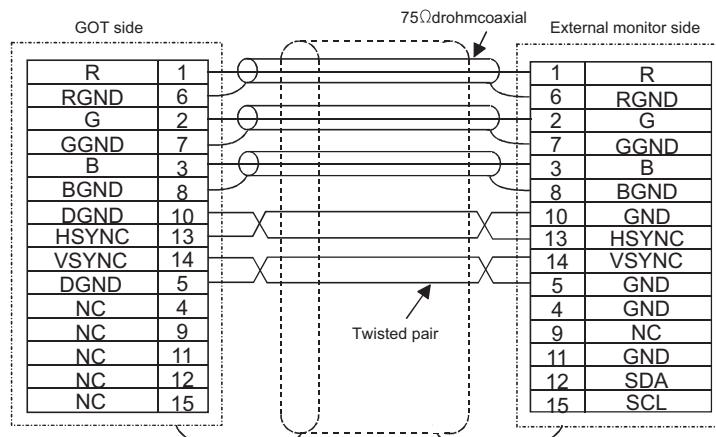 75Ωdrohmcoaxial
GOT side
External monitor side
R 1
RGND 6
G 2
GGND 7
B 3
BGND 8
DGND 10
HSYNC 13
VSYNC 14
DGND 5
NC 4
NC 9
NC 11
NC 12
NC 15
1 R
6 RGND
2 G
7 GGND
3 B
8 BGND
10 GND
13 HSYNC
14 VSYNC
5 GND
4 GND
9 NC
11 GND
12 SDA
15 SCL
Twisted pair